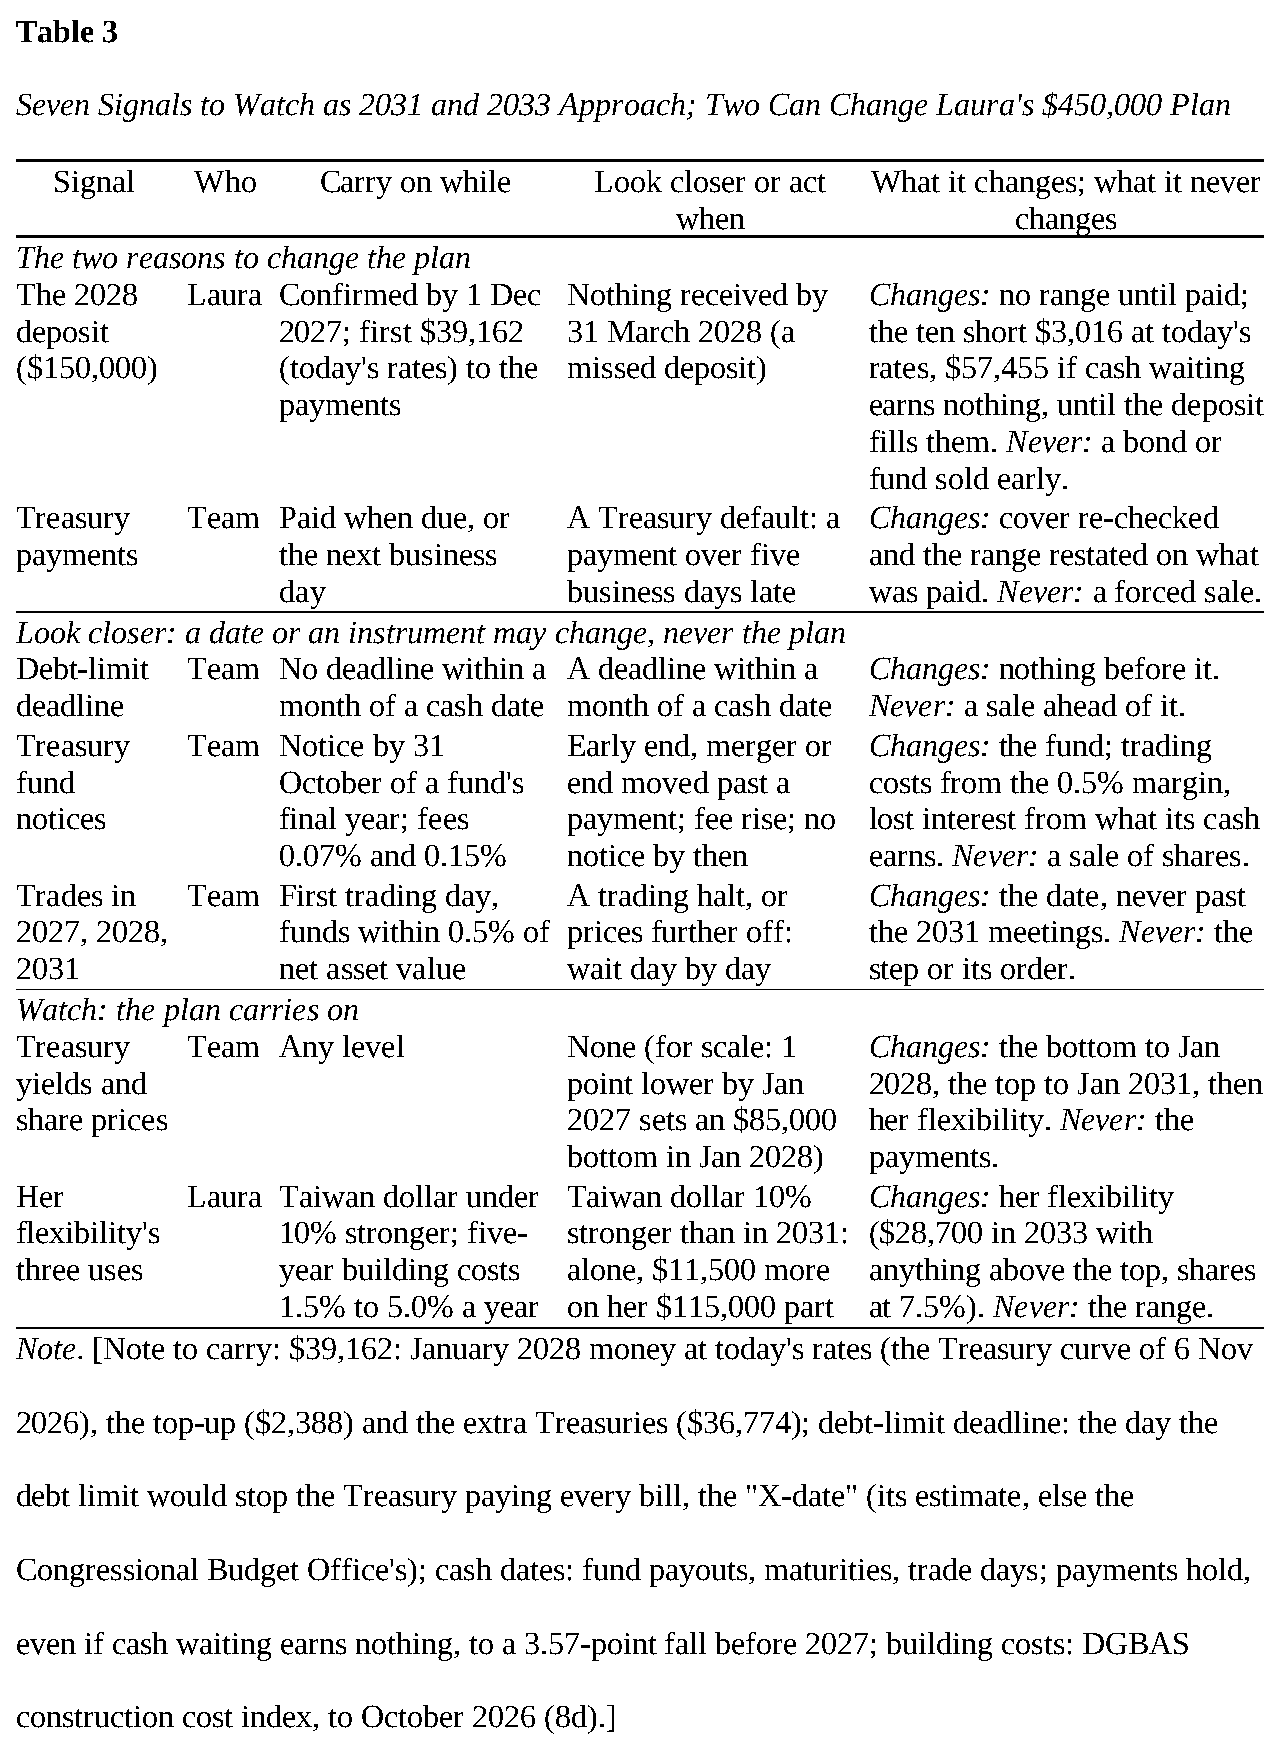 Table 3
Seven Signals to Watch as 2031 and 2033 Approach; Two Can Change Laura's $450,000 Plan
Signal Who Carry on while Look closer or act when What it changes; what it never changes
The two reasons to change the plan
The 2028 Laura Confirmed by 1 Dec Nothing received by Changes: no range until paid;
deposit 2027; first $39,162 31 March 2028 (a the ten short $3,016 at today's
($150,000) (today's rates) to the missed deposit) rates, $57,455 if cash waiting
payments earns nothing, until the deposit
fills them. Never: a bond or
fund sold early.
Treasury Team Paid when due, or A Treasury default: a Changes: cover re-checked
payments the next business payment over five and the range restated on what
day business days late was paid. Never: a forced sale.
Look closer: a date or an instrument may change, never the plan
Debt-limit Team No deadline within a A deadline within a Changes: nothing before it.
deadline month of a cash date month of a cash date Never: a sale ahead of it.
Treasury Team Notice by 31 Early end, merger or Changes: the fund; trading
fund October of a fund's end moved past a costs from the 0.5% margin,
notices final year; fees payment; fee rise; no lost interest from what its cash
0.07% and 0.15% notice by then earns. Never: a sale of shares.
Trades in Team First trading day, A trading halt, or Changes: the date, never past
2027, 2028, funds within 0.5% of prices further off: the 2031 meetings. Never: the
2031 net asset value wait day by day step or its order.
Watch: the plan carries on
Treasury Team Any level None (for scale: 1 Changes: the bottom to Jan
yields and point lower by Jan 2028, the top to Jan 2031, then
share prices 2027 sets an $85,000 her flexibility. Never: the
bottom in Jan 2028) payments.
Her Laura Taiwan dollar under Taiwan dollar 10% Changes: her flexibility
flexibility's 10% stronger; five- stronger than in 2031: ($28,700 in 2033 with
three uses year building costs alone, $11,500 more anything above the top, shares
1.5% to 5.0% a year on her $115,000 part at 7.5%). Never: the range.
Note. [Note to carry: $39,162: January 2028 money at today's rates (the Treasury curve of 6 Nov
2026), the top-up ($2,388) and the extra Treasuries ($36,774); debt-limit deadline: the day the
debt limit would stop the Treasury paying every bill, the "X-date" (its estimate, else the
Congressional Budget Office's); cash dates: fund payouts, maturities, trade days; payments hold,
even if cash waiting earns nothing, to a 3.57-point fall before 2027; building costs: DGBAS
construction cost index, to October 2026 (8d).]